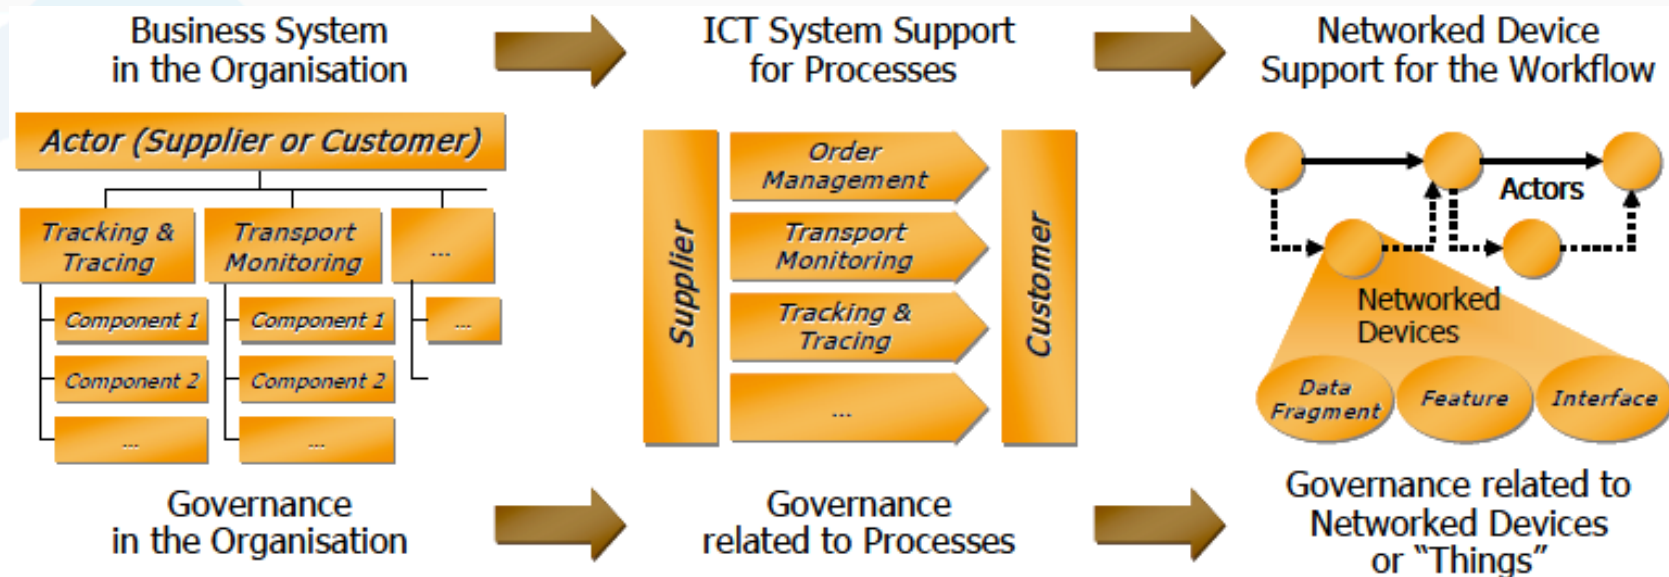 Business System
in the Organisation
ICT System Support
for Processes
Networked Device
Support for the Workflow
Actor (Supplier or Customer)
Tracking &
Tracing
Transport
Monitoring
...
Component 1
Component 1
...
Component 2
Component 2
...
...
Supplier
Order
Management
Transport
Monitoring
Tracking &
Tracing
...
Customer
Actors
Networked
Devices
Data
Fragment
Feature
Interface
Governance
in the Organisation
Governance
related to Processes
Governance related to
Networked Devices
or “Things”